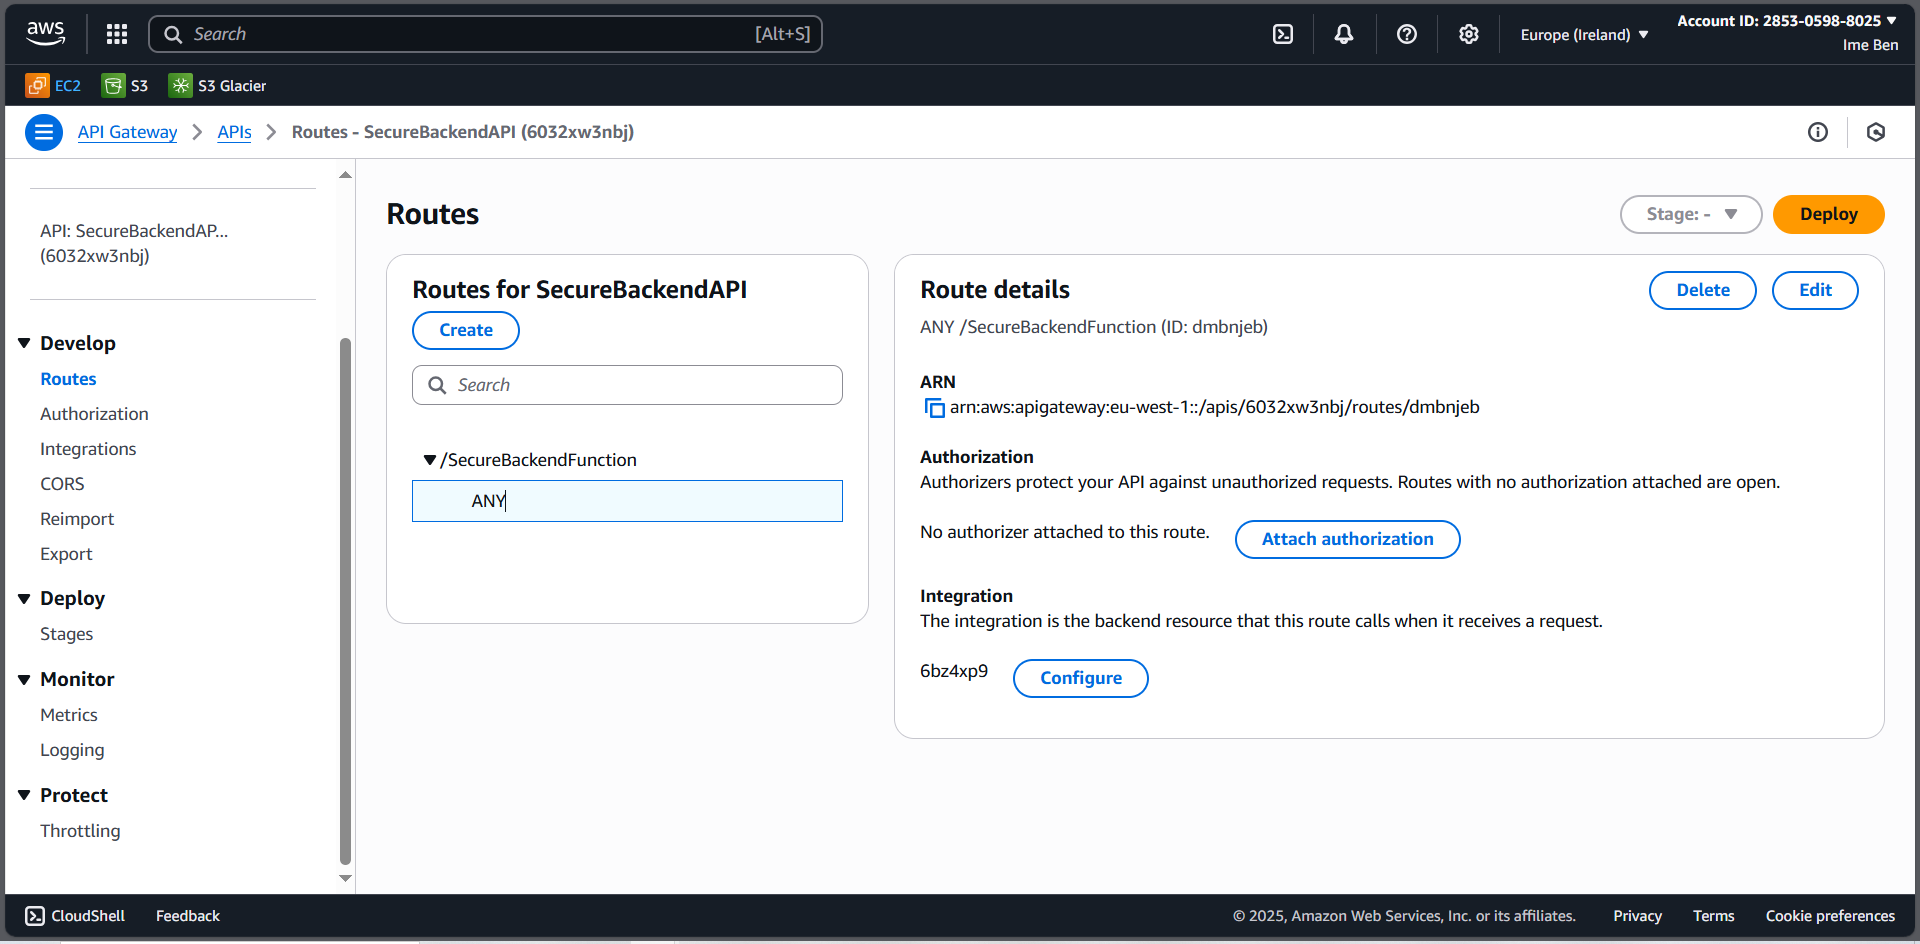 aws
Search [Alt+S]
Europe (Ireland)
Account ID: 2853-0598-8025
Ime Ben
EC2 S3 S3 Glacier
API Gateway APIs Routes - SecureBackendAPI (6032xw3nbj)
API: SecureBackendAP...
(6032xw3nbj)
Develop
Routes
Authorization
Integrations
CORS
Reimport
Export
Deploy
Stages
Monitor
Metrics
Logging
Protect
Throttling
Routes
Stage: -
Deploy
Routes for SecureBackendAPI
Create
Search
/SecureBackendFunction
ANY
Route details
Delete
Edit
ANY /SecureBackendFunction (ID: dmbnjeb)
ARN
arn:aws:apigateway:eu-west-1::/apis/6032xw3nbj/routes/dmbnjeb
Authorization
Authorizers protect your API against unauthorized requests. Routes with no authorization attached are open.
No authorizer attached to this route. Attach authorization
Integration
The integration is the backend resource that this route calls when it receives a request.
6bz4xp9 Configure
CloudShell Feedback © 2025, Amazon Web Services, Inc. or its affiliates. Privacy Terms Cookie preferences